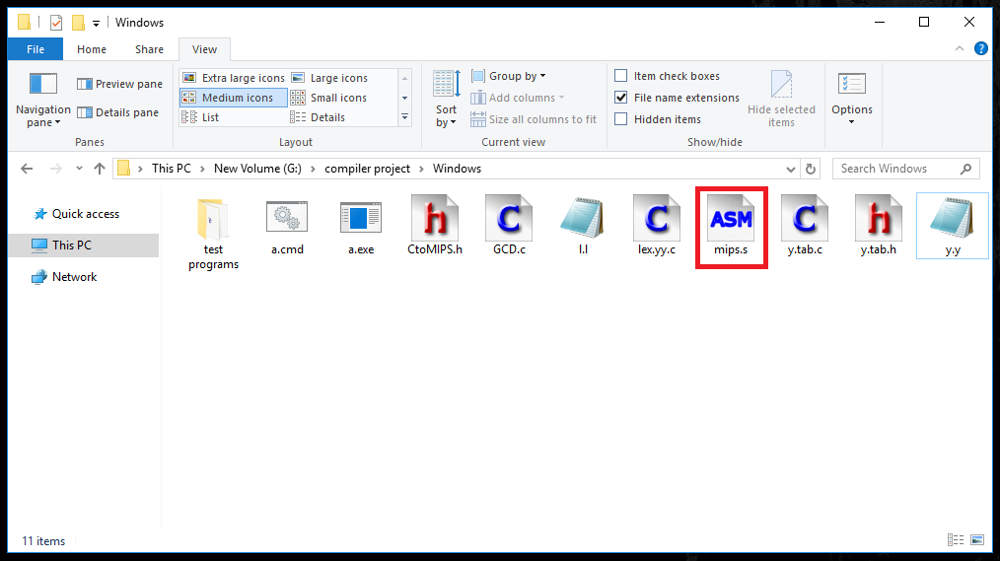 Windows
File Home Share View
Extra large icons Large icons
Medium icons Small icons
List Details
Navigation pane
Preview pane
Details pane
Panes
Layout
Sort by
Group by
Add columns
Size all columns to fit
Current view
Item check boxes
File name extensions
Hidden items
Hide selected items
Show/hide
Options
This PC New Volume (G:) compiler project Windows
Search Windows
Quick access
This PC
Network
test programs
a.cmd
a.exe
h
CtoMIPS.h
C
GCD.c
l.l
C
lex.yy.c
ASM
mips.s
C
y.tab.c
h
y.tab.h
y.y
11 items